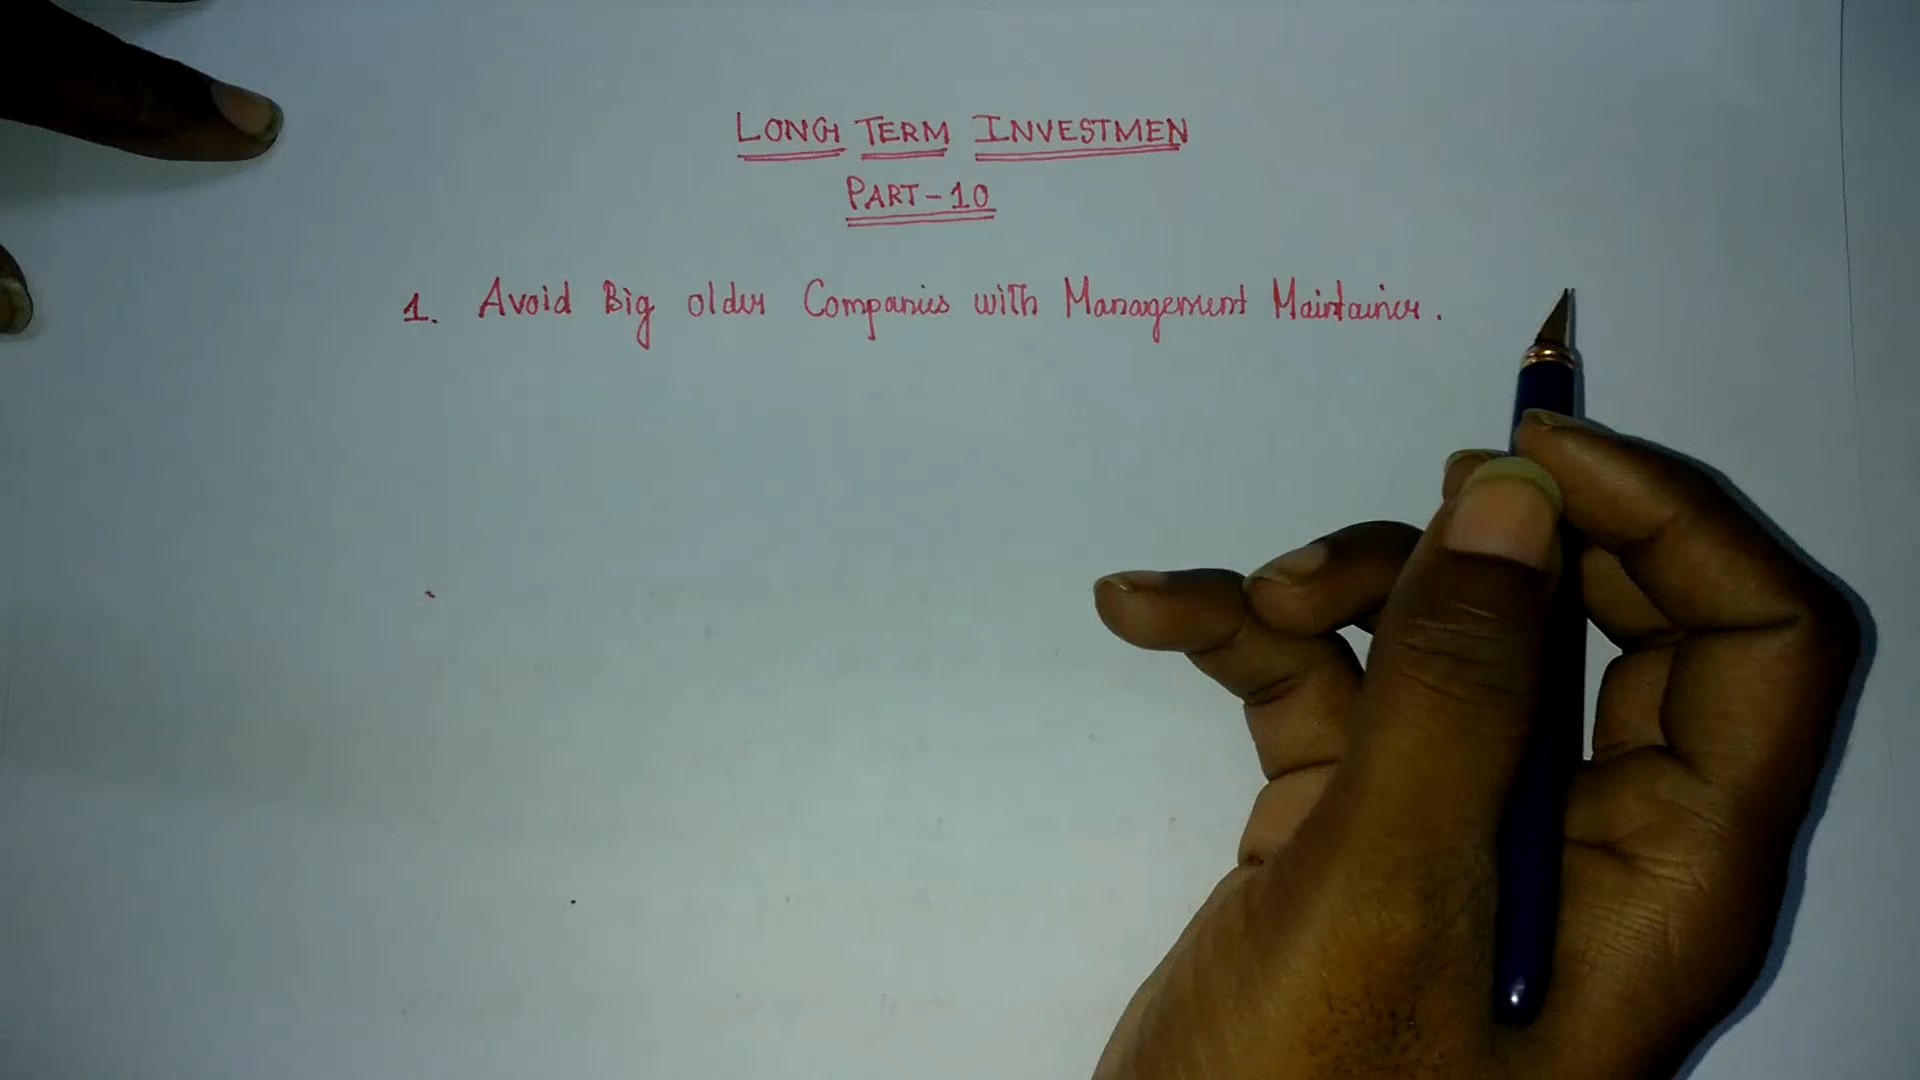 LONG TERM INVESTMEN
PART-10
1. Avoid Big older Companies with Management Maintainer.